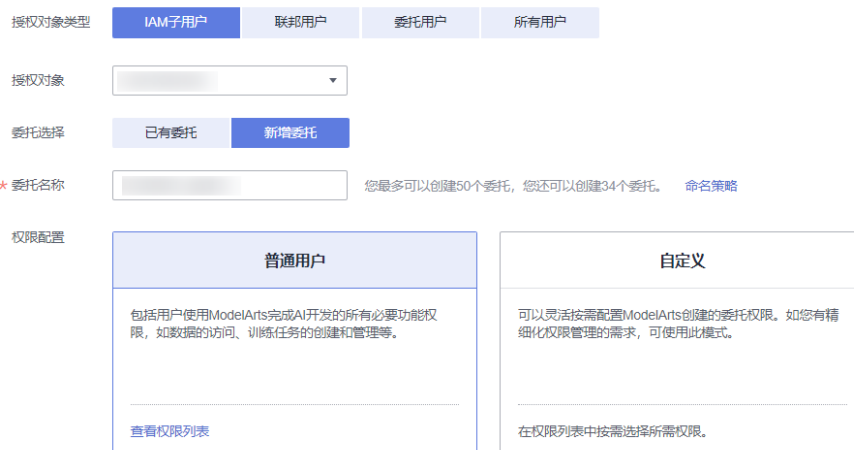 授权对象类型 IAM子用户 联邦用户 委托用户 所有用户
授权对象
委托选择 已有委托 新增委托
* 委托名称 您最多可以创建50个委托，您还可以创建34个委托。 命名策略
权限配置
普通用户
包括用户使用ModelArts完成AI开发的所有必要功能权
限，如数据的访问、训练任务的创建和管理等。
查看权限列表
自定义
可以灵活按需配置ModelArts创建的委托权限。如您有精
细化权限管理的需求，可使用此模式。
在权限列表中按需选择所需权限。